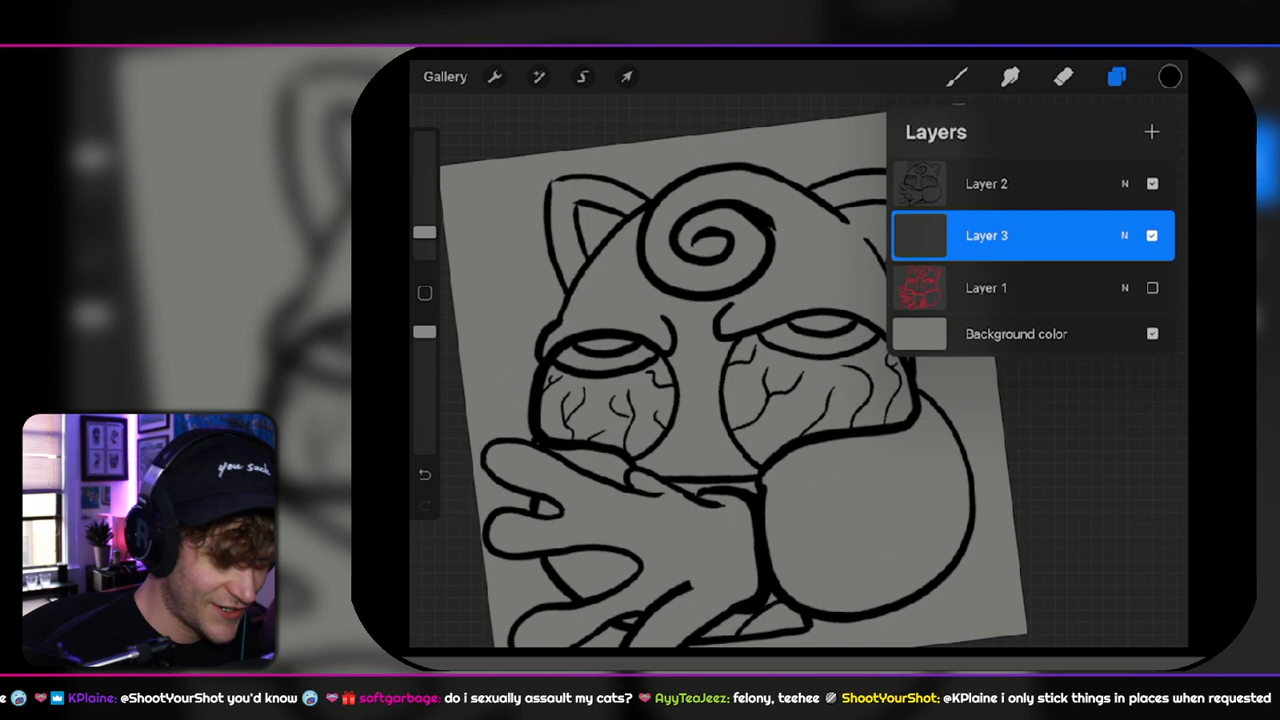 Gallery
Layers
Layer 2 N
Layer 3 N
Layer 1 N
Background color
you suck
KPlaine: @ShootYourShot you'd know softgarbage: do i sexually assault my cats? AyyTeaJeez: felony, teehee ShootYourShot: @KPlaine i only stick things in places when requested